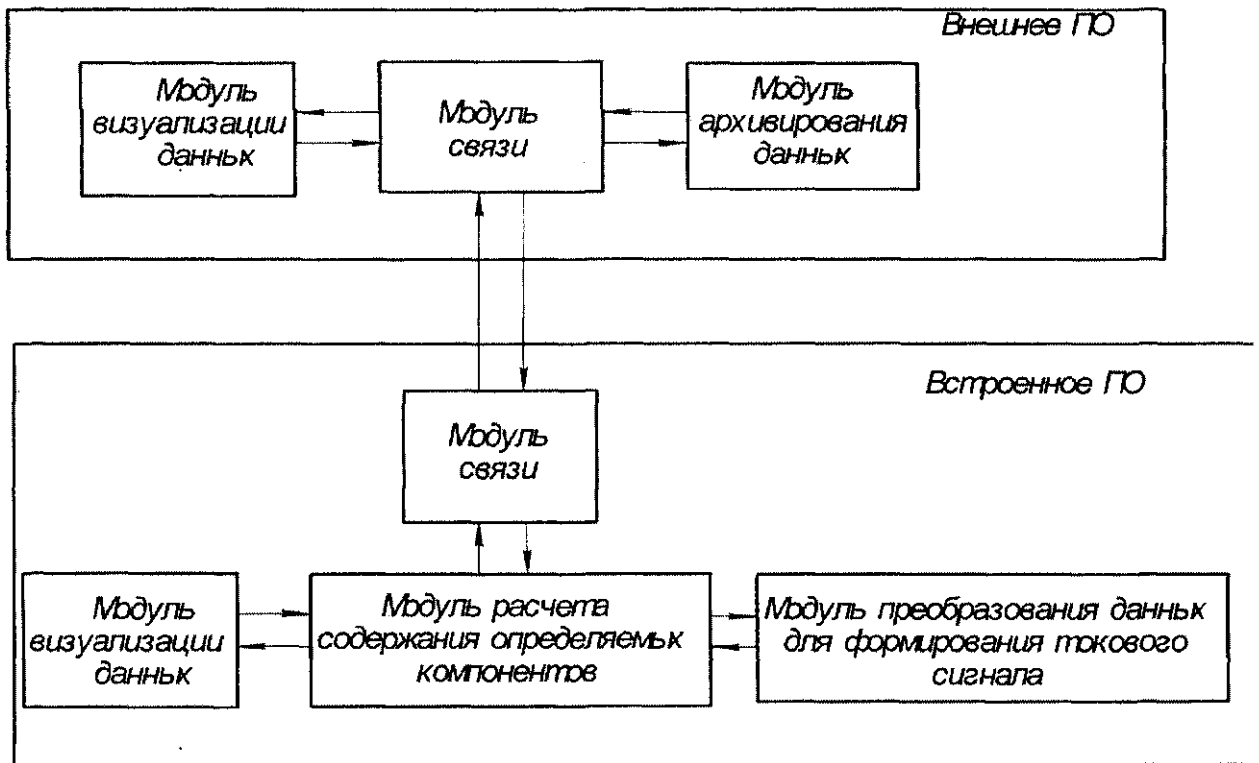 Внешнее ПО
Модуль
визуализации
данных
Модуль
связи
Модуль
архивирования
данных
Встроенное ПО
Модуль
связи
Модуль
визуализации
данных
Модуль расчета
содержания определяемых
компонентов
Модуль преобразования данных
для формирования токового
сигнала